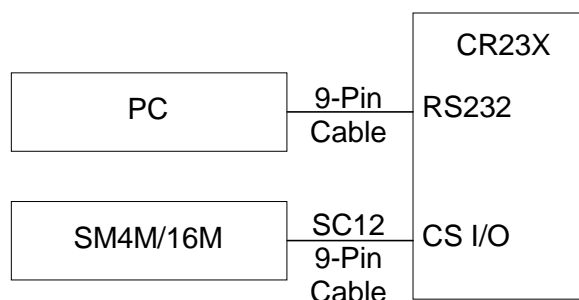 CR23X
PC
9-Pin
Cable
RS232
SM4M/16M
SC12
9-Pin
Cable
CS I/O